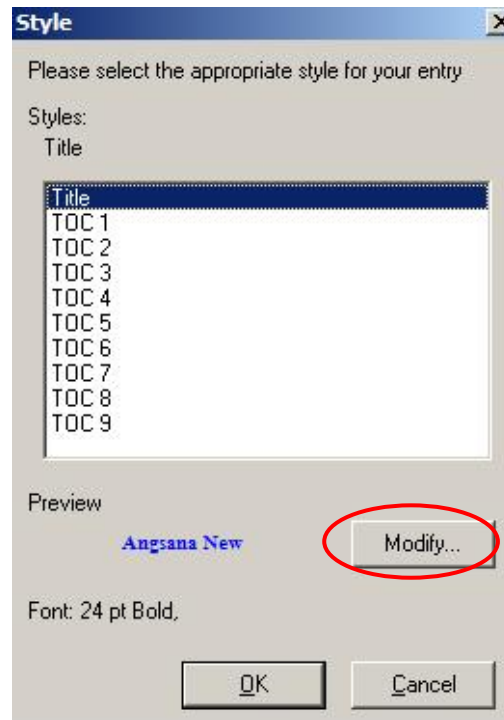 Style
Please select the appropriate style for your entry
Styles:
Title
Title
TOC 1
TOC 2
TOC 3
TOC 4
TOC 5
TOC 6
TOC 7
TOC 8
TOC 9
Preview
Angsana New
Modify...
Font: 24 pt Bold,
OK
Cancel